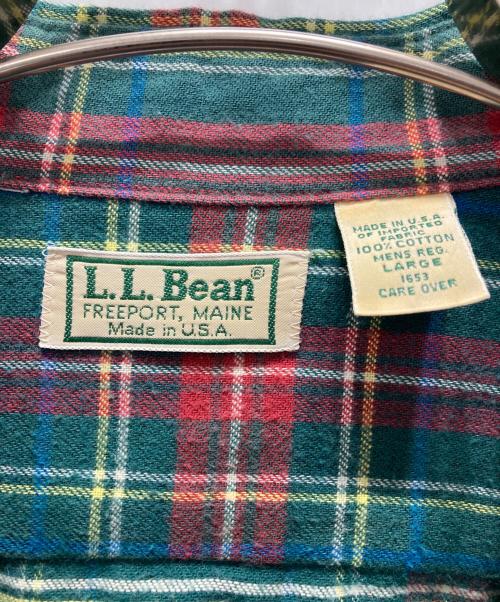 L.L. Bean®
FREEPORT, MAINE
Made in U.S.A.
MADE IN U.S.A.
OF IMPORTED
FABRIC
100% COTTON
MENS REG.
LARGE
1653
CARE OVER